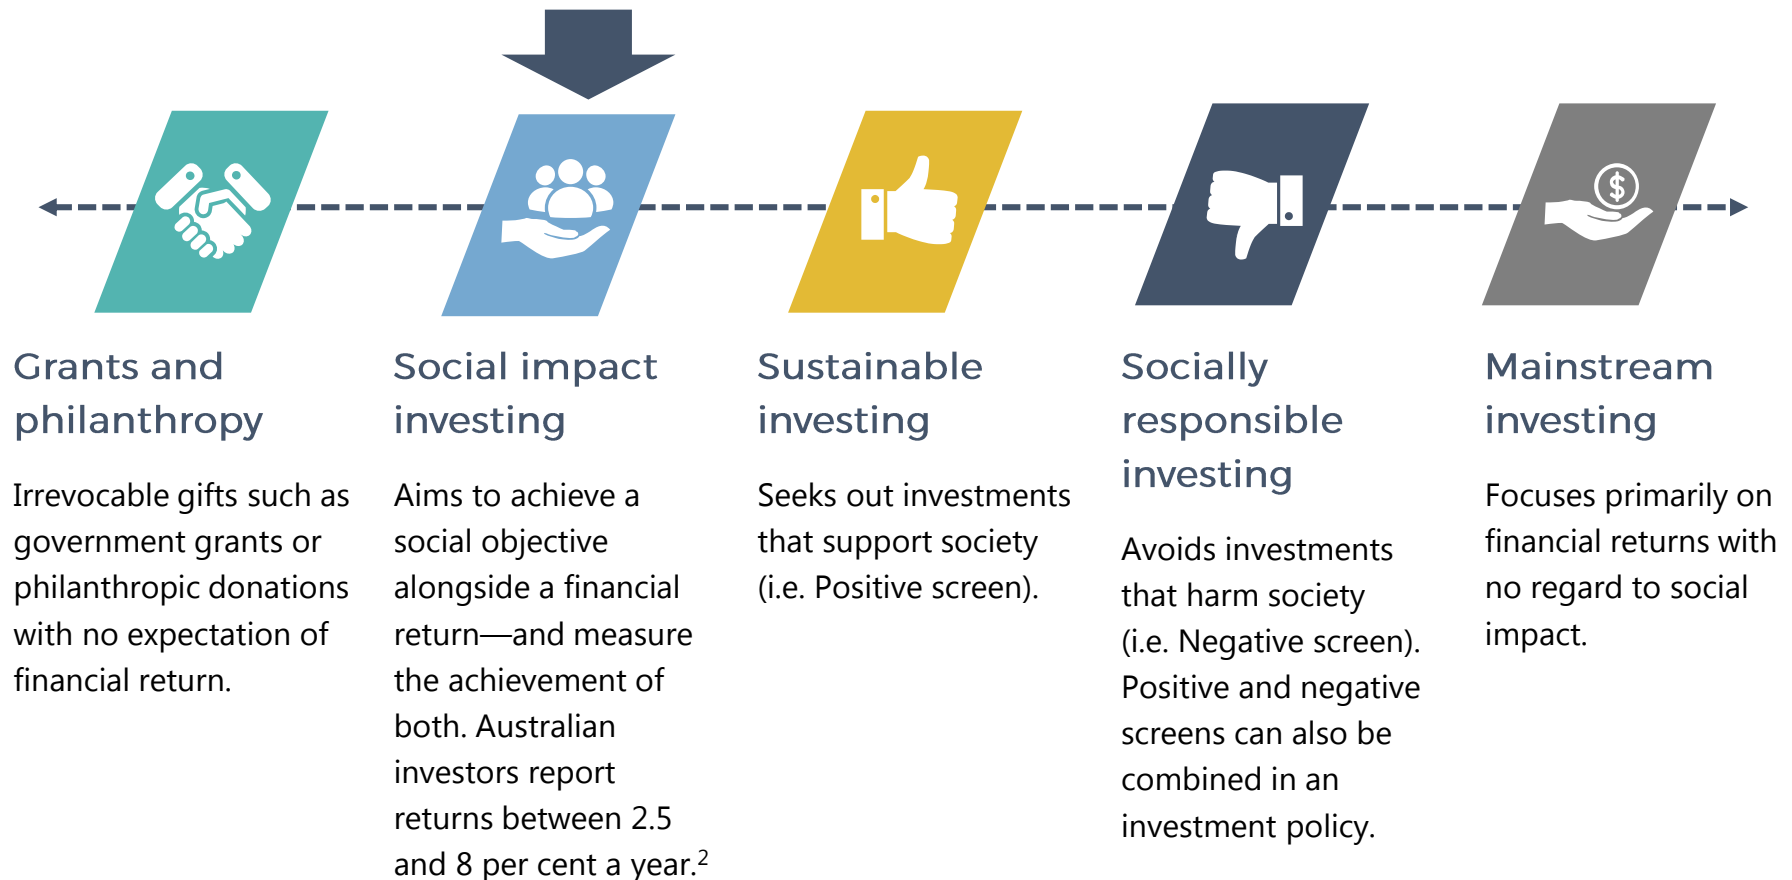 $
Grants and
philanthropy
Irrevocable gifts such as
government grants or
philanthropic donations
with no expectation of
financial return.
Social impact
investing
Aims to achieve a
social objective
alongside a financial
return—and measure
the achievement of
both. Australian
investors report
returns between 2.5
and 8 per cent a year.2
Sustainable
investing
Seeks out investments
that support society
(i.e. Positive screen).
Socially
responsible
investing
Avoids investments
that harm society
(i.e. Negative screen).
Positive and negative
screens can also be
combined in an
investment policy.
Mainstream
investing
Focuses primarily on
financial returns with
no regard to social
impact.